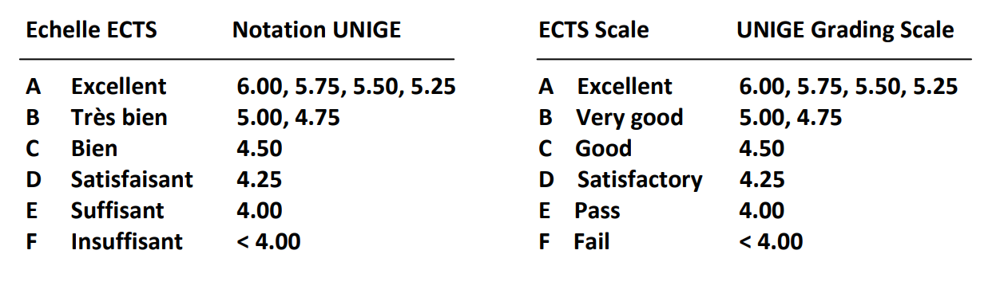 Echelle ECTS Notation UNIGE
A Excellent 6.00, 5.75, 5.50, 5.25
B Très bien 5.00, 4.75
C Bien 4.50
D Satisfaisant 4.25
E Suffisant 4.00
F Insuffisant < 4.00
ECTS Scale UNIGE Grading Scale
A Excellent 6.00, 5.75, 5.50, 5.25
B Very good 5.00, 4.75
C Good 4.50
D Satisfactory 4.25
E Pass 4.00
F Fail < 4.00